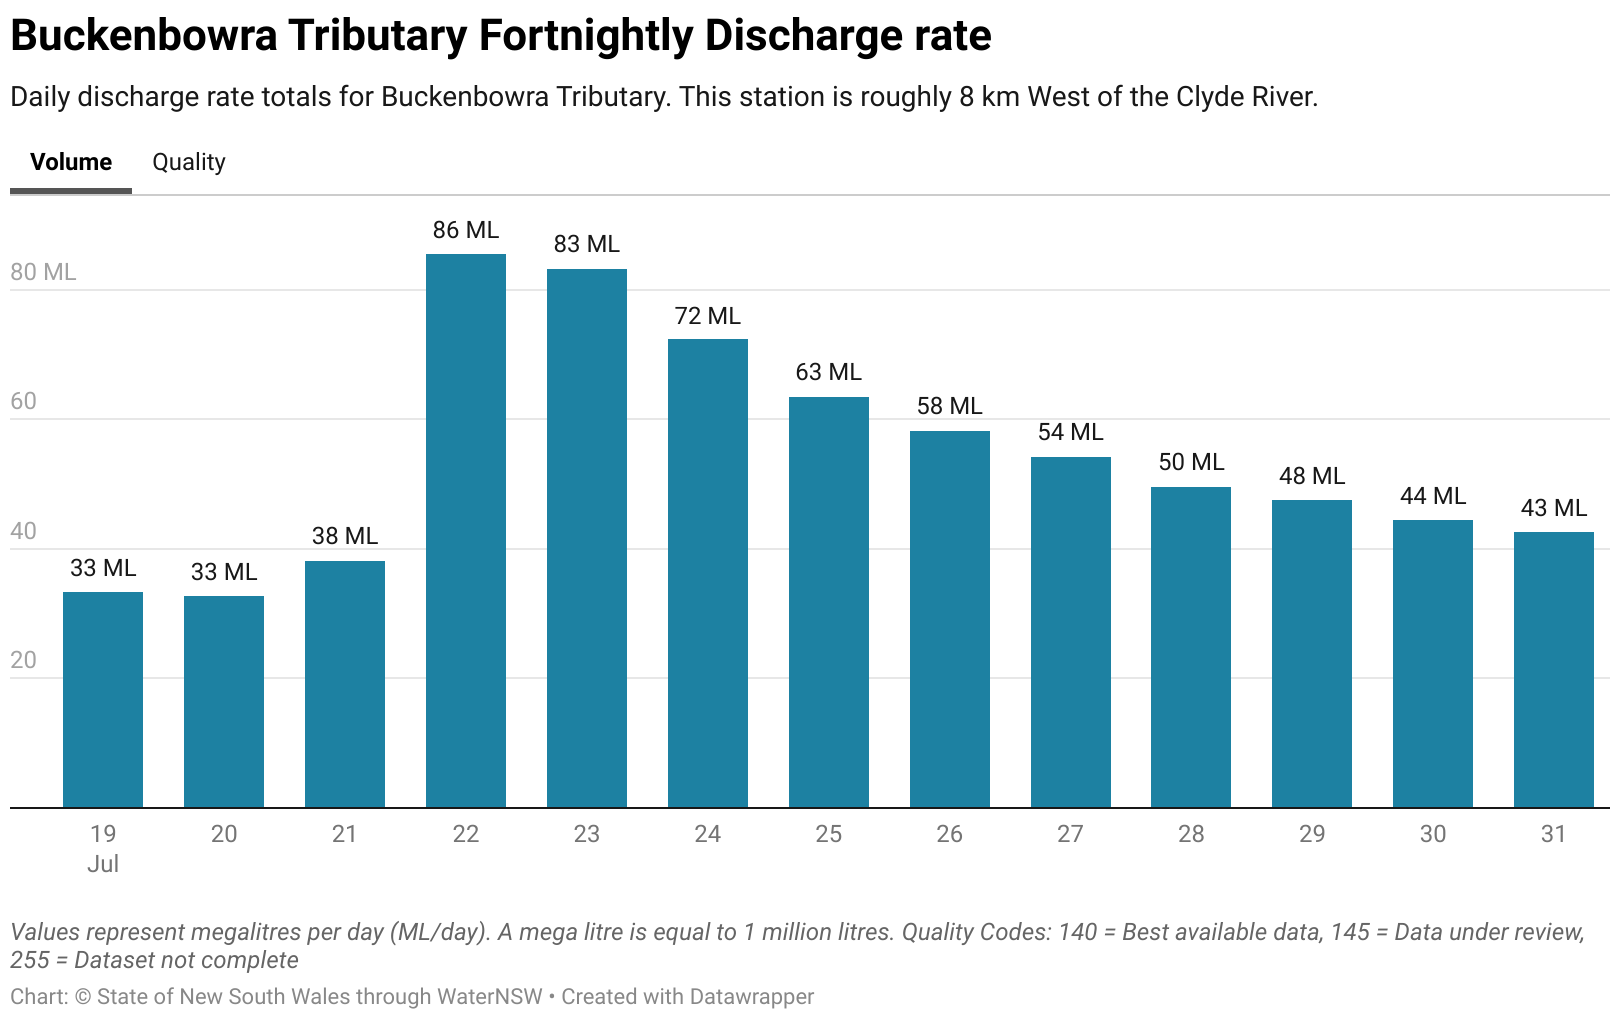 Buckenbowra Tributary Fortnightly Discharge rate
Daily discharge rate totals for Buckenbowra Tributary. This station is roughly 8 km West of the Clyde River.
Volume Quality
86 ML
83 ML
80 ML
72 ML
63 ML
60
58 ML
54 ML
50 ML
48 ML
44 ML
43 ML
40
38 ML
33 ML
33 ML
20
19 20 21 22 23 24 25 26 27 28 29 30 31
Jul
Values represent megalitres per day (ML/day). A mega litre is equal to 1 million litres. Quality Codes: 140 = Best available data, 145 = Data under review,
255 = Dataset not complete
Chart: © State of New South Wales through WaterNSW • Created with Datawrapper